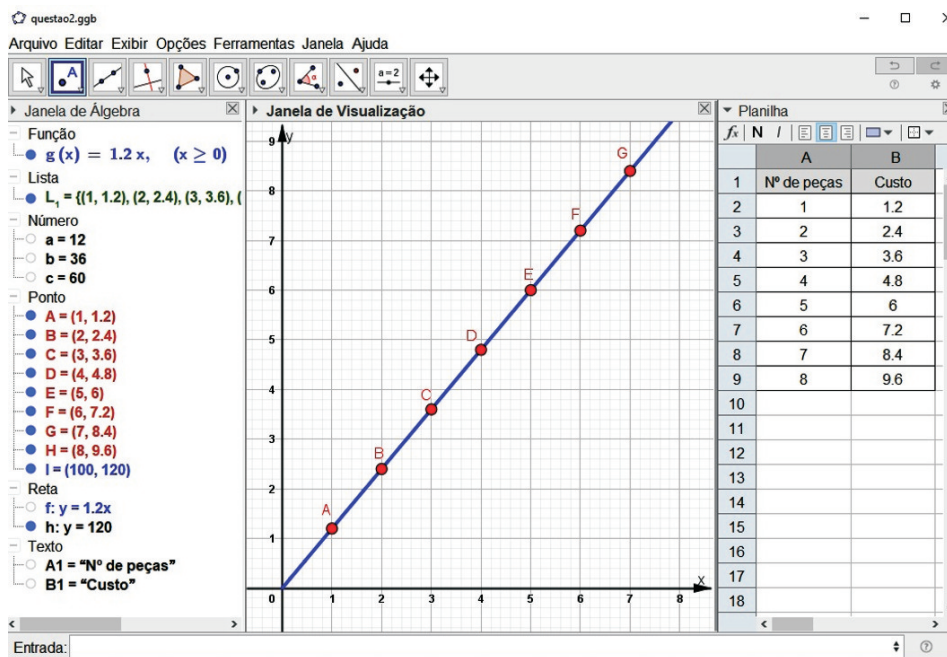 questao2.ggb
Arquivo Editar Exibir Opções Ferramentas Janela Ajuda
A
a=2
Janela de Álgebra
Função
g(x) = 1.2 x, (x ≥ 0)
Lista
L₁ = {(1, 1.2), (2, 2.4), (3, 3.6), (
Número
a = 12
b = 36
c = 60
Ponto
A = (1, 1.2)
B = (2, 2.4)
C = (3, 3.6)
D = (4, 4.8)
E = (5, 6)
F = (6, 7.2)
G = (7, 8.4)
H = (8, 9.6)
I = (100, 120)
Reta
f: y = 1.2x
h: y = 120
Texto
A1 = “Nº de peças”
B1 = “Custo”
Janela de Visualização
y
9
8
7
6
5
4
3
2
1
G
F
E
D
C
B
A
x
0 1 2 3 4 5 6 7 8
Planilha
fx N I
A B
1 Nº de peças Custo
2 1 1.2
3 2 2.4
4 3 3.6
5 4 4.8
6 5 6
7 6 7.2
8 7 8.4
9 8 9.6
10
11
12
13
14
15
16
17
18
Entrada: